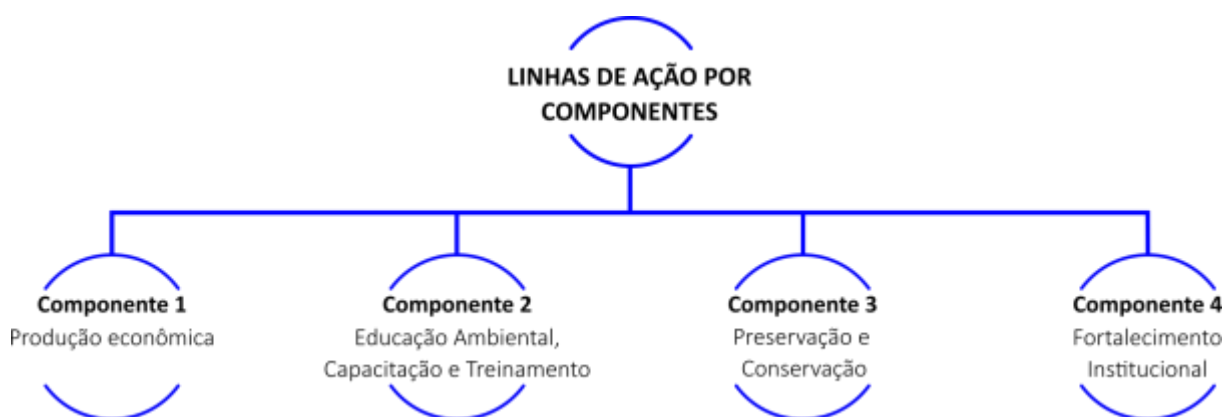 LINHAS DE AÇÃO POR
COMPONENTES
Componente 1
Produção econômica
Componente 2
Educação Ambiental,
Capacitação e Treinamento
Componente 3
Preservação e
Conservação
Componente 4
Fortalecimento
Institucional